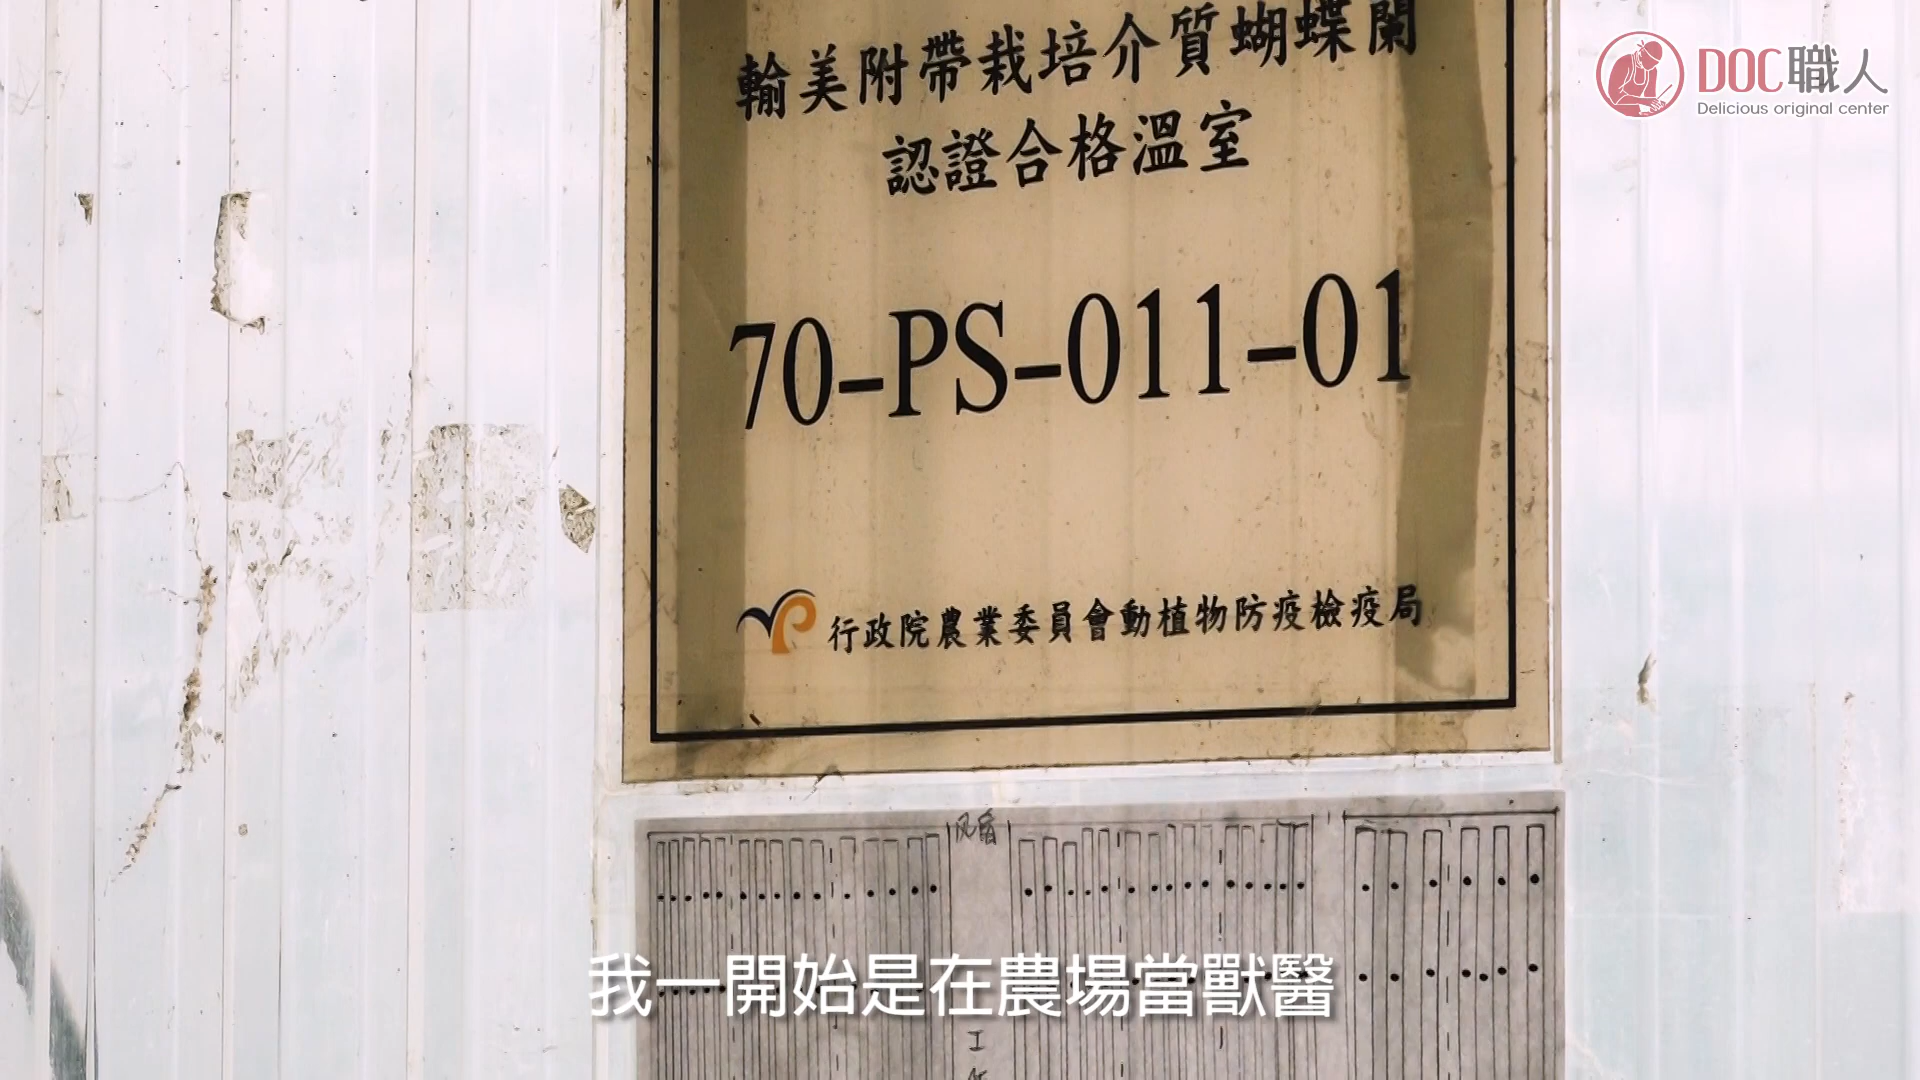 輸美附帶栽培介質蝴蝶蘭
認證合格溫室
70-PS-011-01
行政院農業委員會動植物防疫檢疫局
DOC職人
Delicious original center
工
我一開始是在農場當獸醫